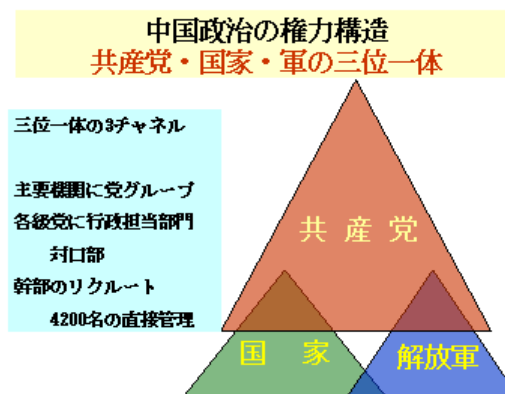 中国政治の権力構造
共産党・国家・軍の三位一体
三位一体の3チャネル
主要機関に党グループ
各級党に行政担当部門
対口部
幹部のリクルート
4200名の直接管理
共 産 党
国 家
解放軍